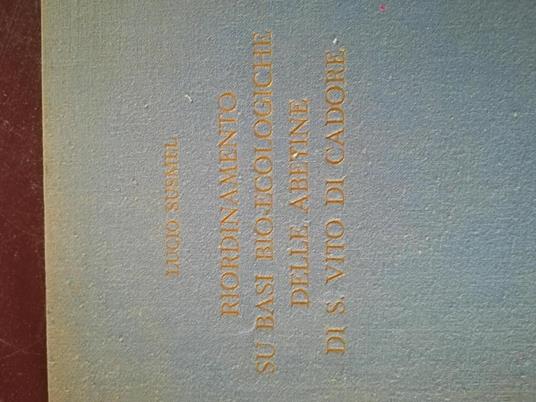 LUCIO SUSMEL
RIORDINAMENTO
SU BASI BIO-ECOLOGICHE
DELLE ABETINE
DI S. VITO DI CADORE